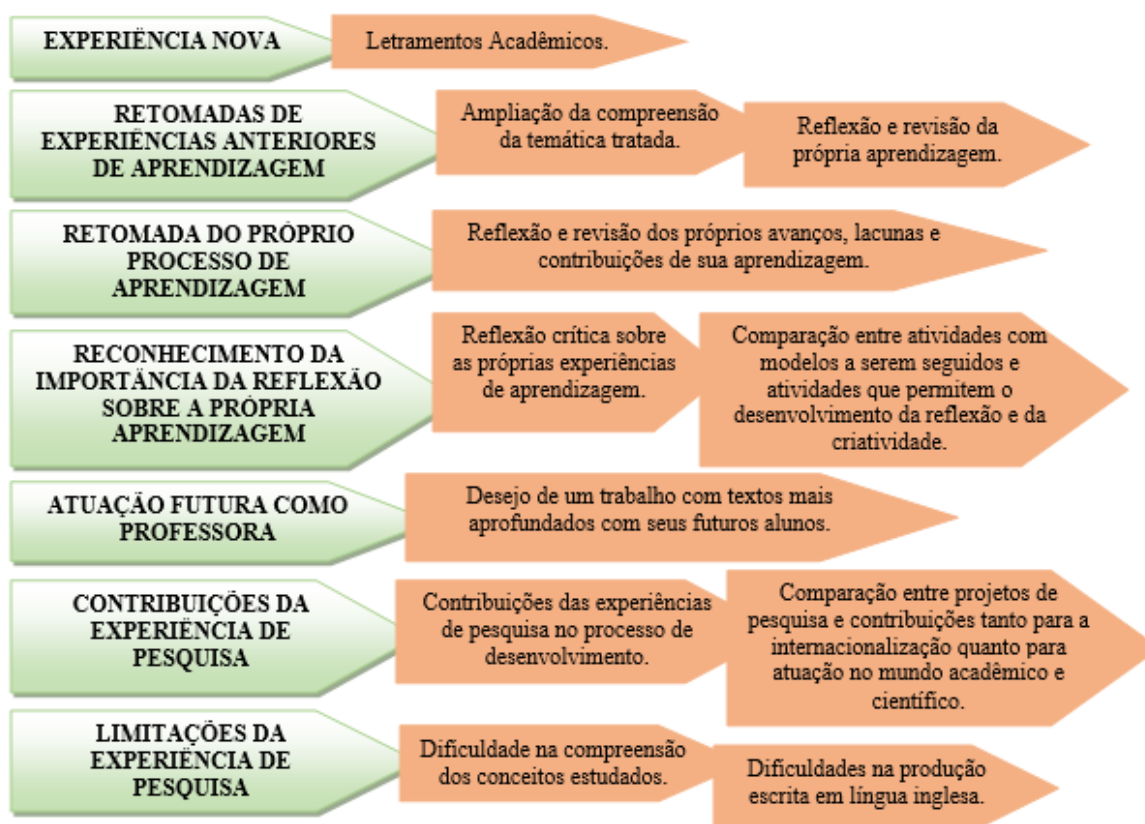 EXPERIÊNCIA NOVA
Letramentos Acadêmicos.
RETOMADAS DE
EXPERIÊNCIAS ANTERIORES
DE APRENDIZAGEM
Ampliação da compreensão
da temática tratada.
Reflexão e revisão da
própria aprendizagem.
RETOMADA DO PRÓPRIO
PROCESSO DE
APRENDIZAGEM
Reflexão e revisão dos próprios avanços, lacunas e
contribuições de sua aprendizagem.
RECONHECIMENTO DA
IMPORTÂNCIA DA REFLEXÃO
SOBRE A PRÓPRIA
APRENDIZAGEM
Reflexão crítica sobre
as próprias experiências
de aprendizagem.
Comparação entre atividades com
modelos a serem seguidos e
atividades que permitem o
desenvolvimento da reflexão e da
criatividade.
ATUAÇÃO FUTURA COMO
PROFESSORA
Desejo de um trabalho com textos mais
aprofundados com seus futuros alunos.
CONTRIBUIÇÕES DA
EXPERIÊNCIA DE
PESQUISA
Contribuições das experiências
de pesquisa no processo de
desenvolvimento.
Comparação entre projetos de
pesquisa e contribuições tanto para a
internacionalização quanto para
atuação no mundo acadêmico e
científico.
LIMITAÇÕES DA
EXPERIÊNCIA DE
PESQUISA
Dificuldade na compreensão
dos conceitos estudados.
Dificuldades na produção
escrita em língua inglesa.